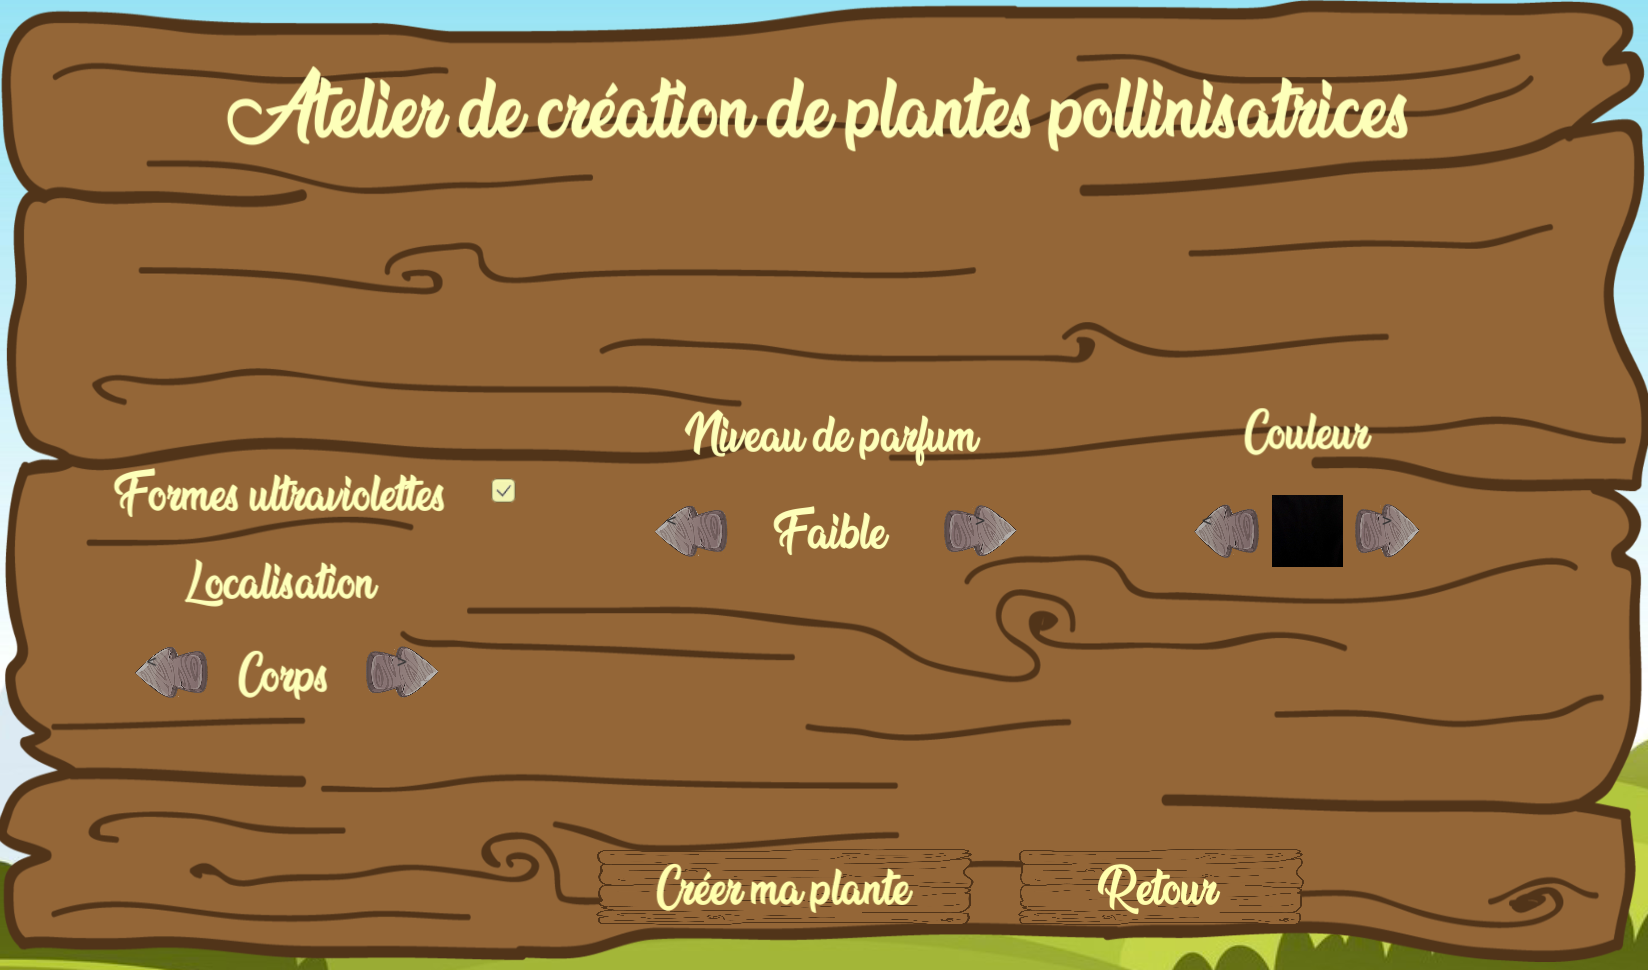 Atelier de création de plantes pollinisatrices
Niveau de parfum
Couleur
Formes ultraviolettes
< Faible >
< >
Localisation
< Corps >
Créer ma plante
Retour